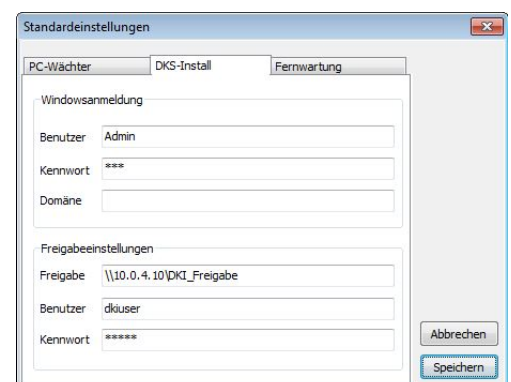 Standardeinstellungen
PC-Wächter DKS-Install Fernwartung
Windowsanmeldung
Benutzer Admin
Kennwort ***
Domäne
Freigabeeinstellungen
Freigabe \\10.0.4.10\DKI_Freigabe
Benutzer dkiuser
Kennwort *****
Abbrechen
Speichern